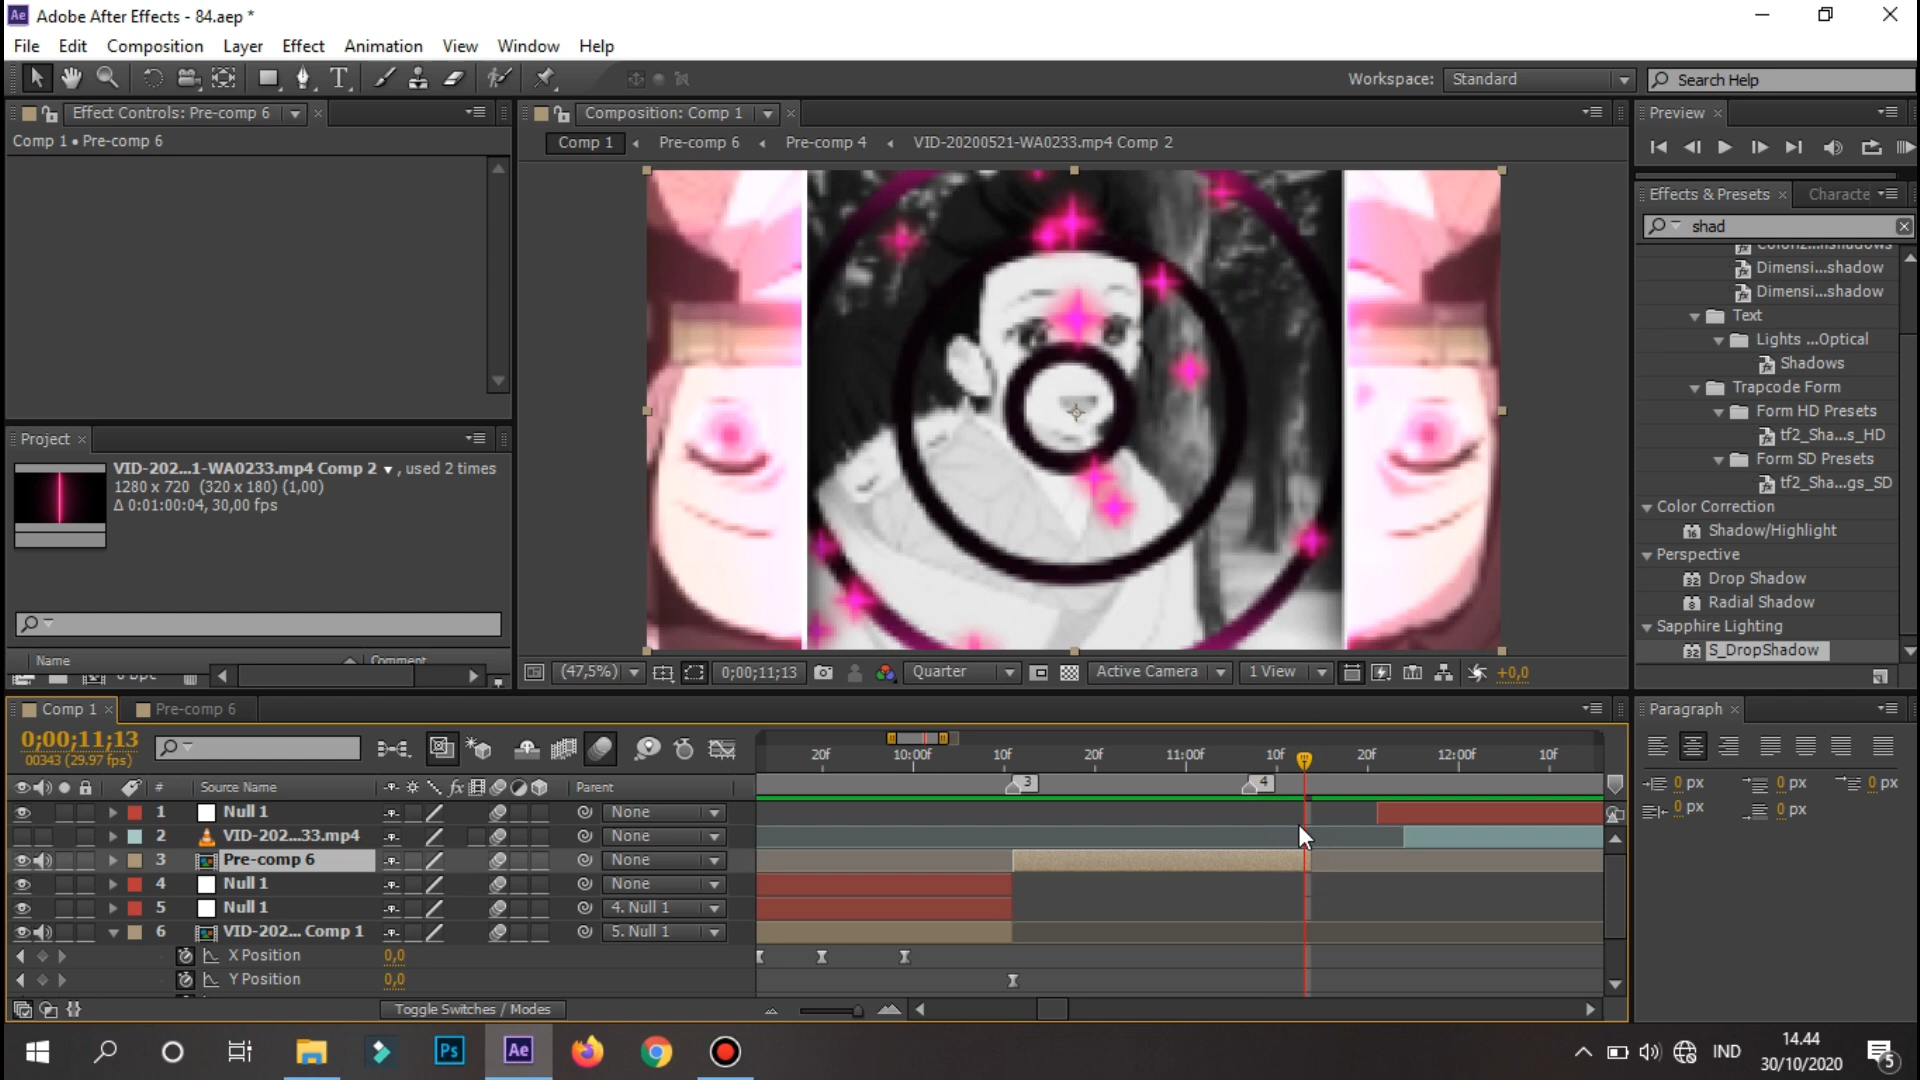 Ae Adobe After Effects - 84.aep *
File Edit Composition Layer Effect Animation View Window Help
Workspace: Standard Search Help
Effect Controls: Pre-comp 6
Comp 1 • Pre-comp 6
Composition: Comp 1
Comp 1 Pre-comp 6 Pre-comp 4 VID-20200521-WA0233.mp4 Comp 2
Preview
Effects & Presets Characte
shad
Dimensi...shadow
Dimensi...shadow
Text
Lights ...Optical
Shadows
Trapcode Form
Form HD Presets
tf2_Sha...s_HD
Form SD Presets
tf2_Sha...gs_SD
Color Correction
Shadow/Highlight
Perspective
Drop Shadow
Radial Shadow
Sapphire Lighting
S_DropShadow
Project
VID-202...1-WA0233.mp4 Comp 2 , used 2 times
1280 x 720 (320 x 180) (1,00)
Δ 0:01:00:04, 30,00 fps
Name Comment
(47,5%) 0;00;11;13 Quarter Active Camera 1 View +0,0
Comp 1 Pre-comp 6
0;00;11;13
00343 (29.97 fps)
20f 10:00f 10f 20f 11:00f 10f 20f 12:00f 10f
# Source Name fx Parent
3 4
1 Null 1 None
2 VID-202...33.mp4 None
3 Pre-comp 6 None
4 Null 1 None
5 Null 1 4. Null 1
6 VID-202... Comp 1 5. Null 1
X Position 0,0
Y Position 0,0
Toggle Switches / Modes
Paragraph
0 px 0 px 0 px
0 px 0 px
Ps Ae
IND 14.44
30/10/2020
5